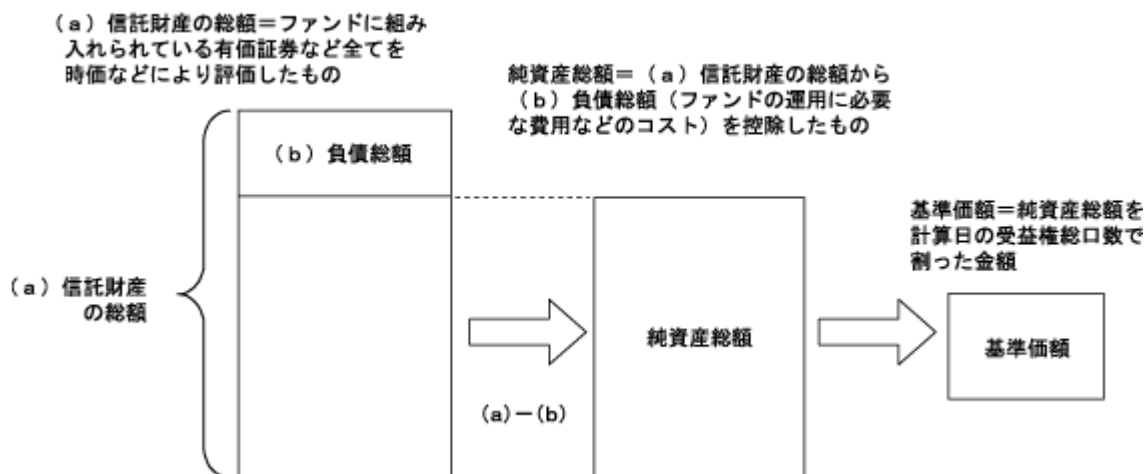 （ａ）信託財産の総額＝ファンドに組み
入れられている有価証券など全てを
時価などにより評価したもの
純資産総額＝（ａ）信託財産の総額から
（ｂ）負債総額（ファンドの運用に必要
な費用などのコスト）を控除したもの
（ｂ）負債総額
基準価額＝純資産総額を
計算日の受益権総口数で
割った金額
（ａ）信託財産
の総額
純資産総額
基準価額
(a)－(b)